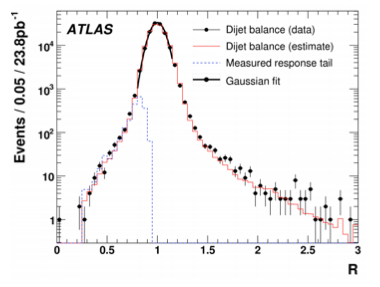 ATLAS
Dijet balance (data)
Dijet balance (estimate)
Measured response tail
Gaussian fit
Events / 0.05 / 23.8pb⁻¹
10⁴
10³
10²
10
1
0 0.5 1 1.5 2 2.5 3
R